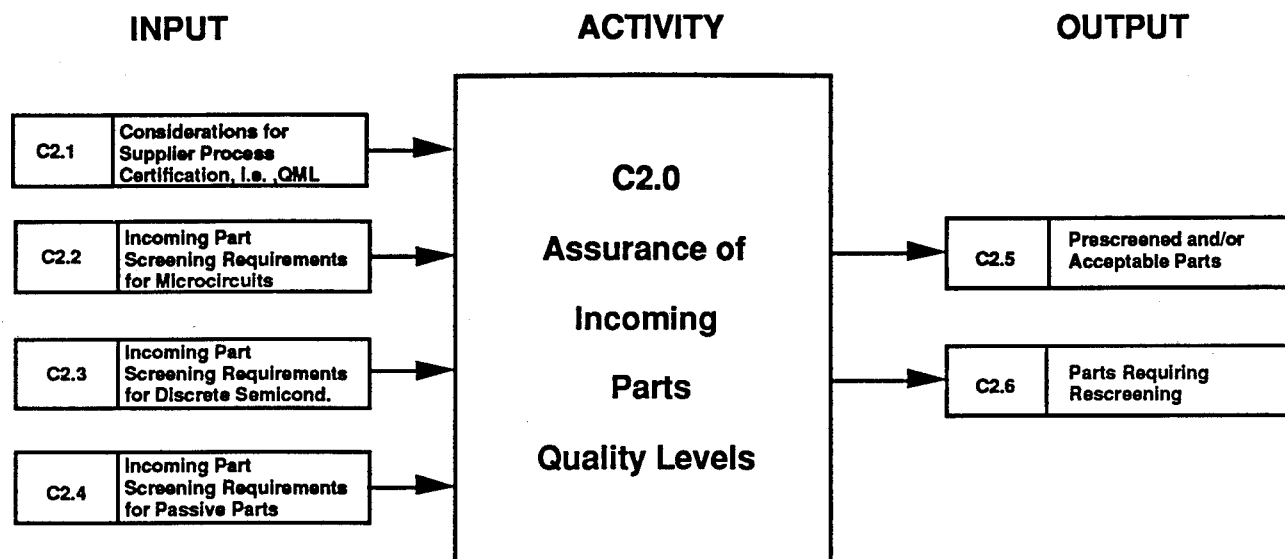 INPUT
ACTIVITY
OUTPUT
C2.1
Considerations for
Supplier Process
Certification, i.e. ,QML
C2.2
Incoming Part
Screening Requirements
for Microcircuits
C2.3
Incoming Part
Screening Requirements
for Discrete Semicond.
C2.4
Incoming Part
Screening Requirements
for Passive Parts
C2.0
Assurance of
Incoming
Parts
Quality Levels
C2.5
Prescreened and/or
Acceptable Parts
C2.6
Parts Requiring
Rescreening